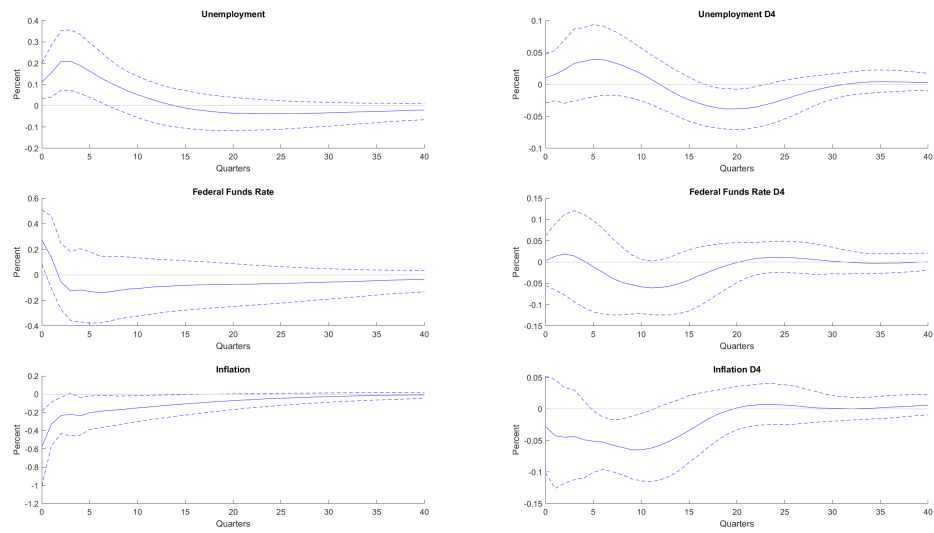 Unemployment
0.4
0.3
0.2
0.1
0
-0.1
-0.2
Percent
0 5 10 15 20 25 30 35 40
Quarters
Unemployment D4
0.1
0.05
0
-0.05
-0.1
Percent
0 5 10 15 20 25 30 35 40
Quarters
Federal Funds Rate
0.6
0.4
0.2
0
-0.2
-0.4
Percent
0 5 10 15 20 25 30 35 40
Quarters
Federal Funds Rate D4
0.15
0.1
0.05
0
-0.05
-0.1
-0.15
Percent
0 5 10 15 20 25 30 35 40
Quarters
Inflation
0.2
0
-0.2
-0.4
-0.6
-0.8
-1
-1.2
Percent
0 5 10 15 20 25 30 35 40
Quarters
Inflation D4
0.05
0
-0.05
-0.1
-0.15
Percent
0 5 10 15 20 25 30 35 40
Quarters